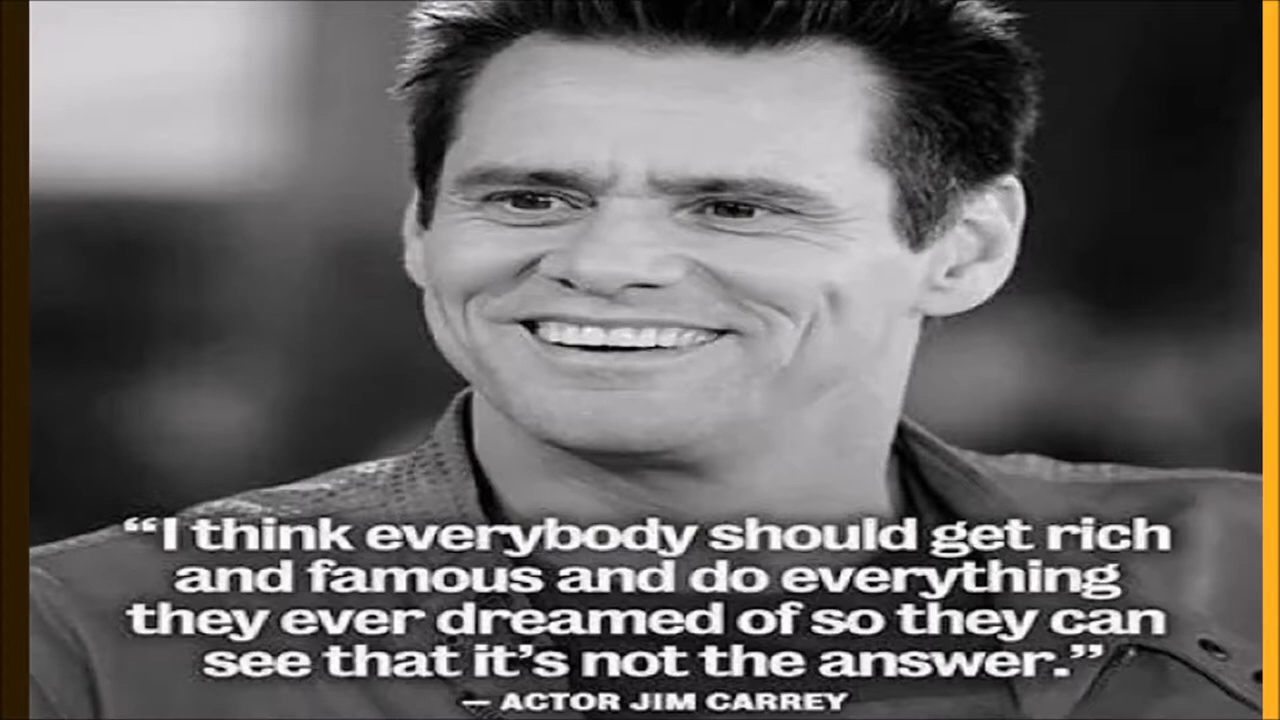 “I think everybody should get rich
and famous and do everything
they ever dreamed of so they can
see that it’s not the answer.”
— ACTOR JIM CARREY